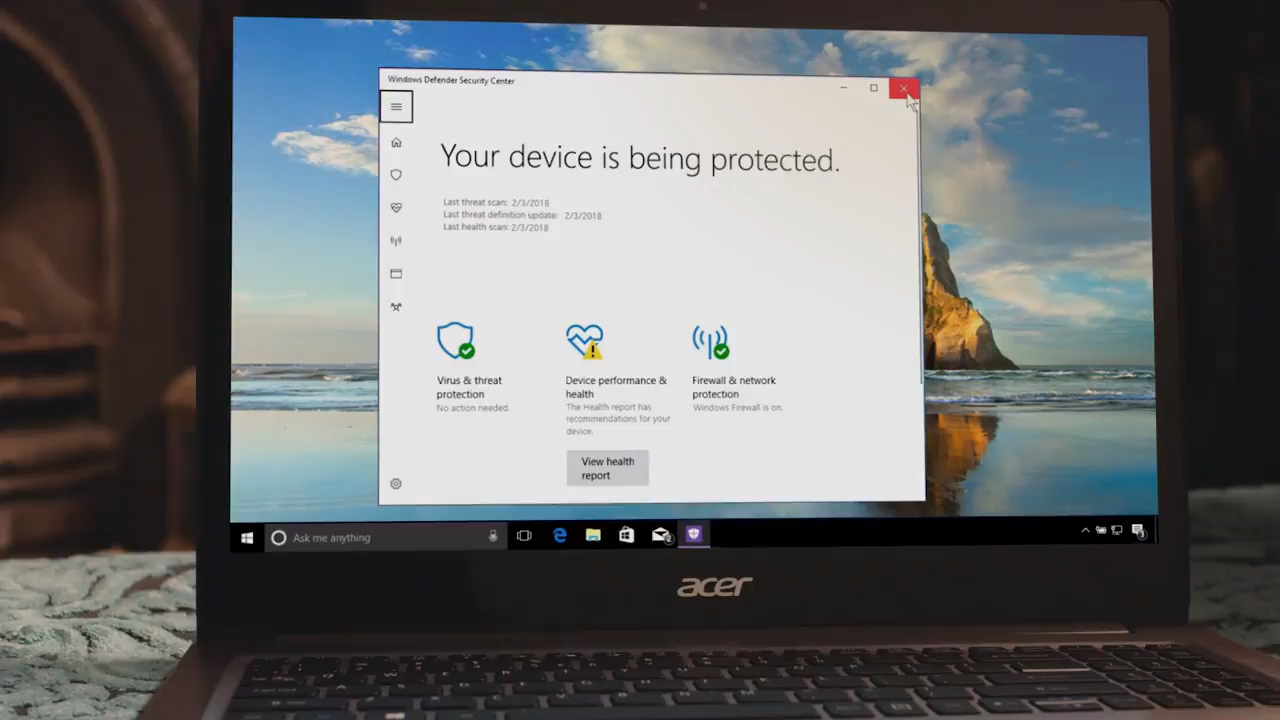 Windows Defender Security Center
Your device is being protected.
Last threat scan: 2/3/2018
Last threat definition update: 2/3/2018
Last health scan: 2/3/2018
Virus & threat
protection
No action needed.
Device performance &
health
The Health report has
recommendations for your
device.
View health
report
Firewall & network
protection
Windows Firewall is on.
Ask me anything
2
3
acer